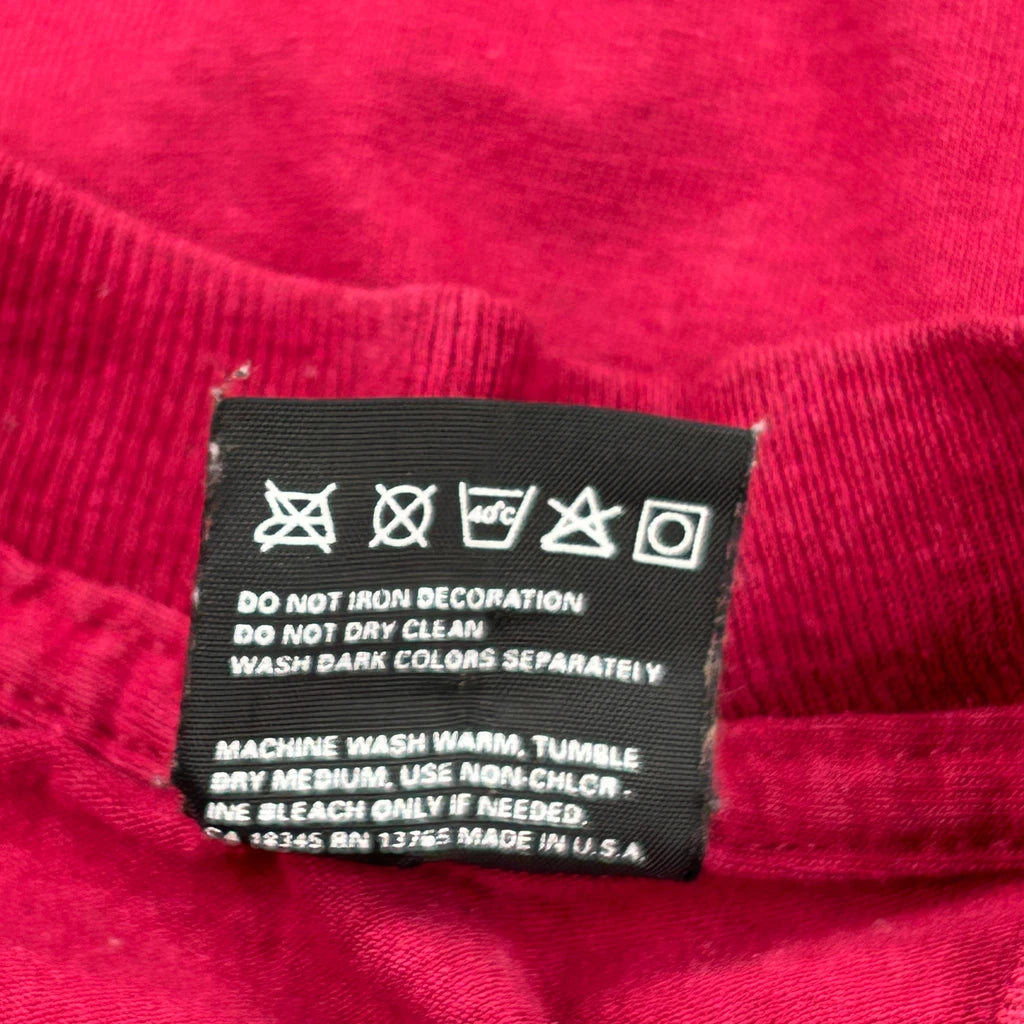 40°C
DO NOT IRON DECORATION
DO NOT DRY CLEAN
WASH DARK COLORS SEPARATELY
MACHINE WASH WARM, TUMBLE
DRY MEDIUM, USE NON-CHLOR-
INE BLEACH ONLY IF NEEDED.
CA 18345 RN 13765 MADE IN U.S.A.